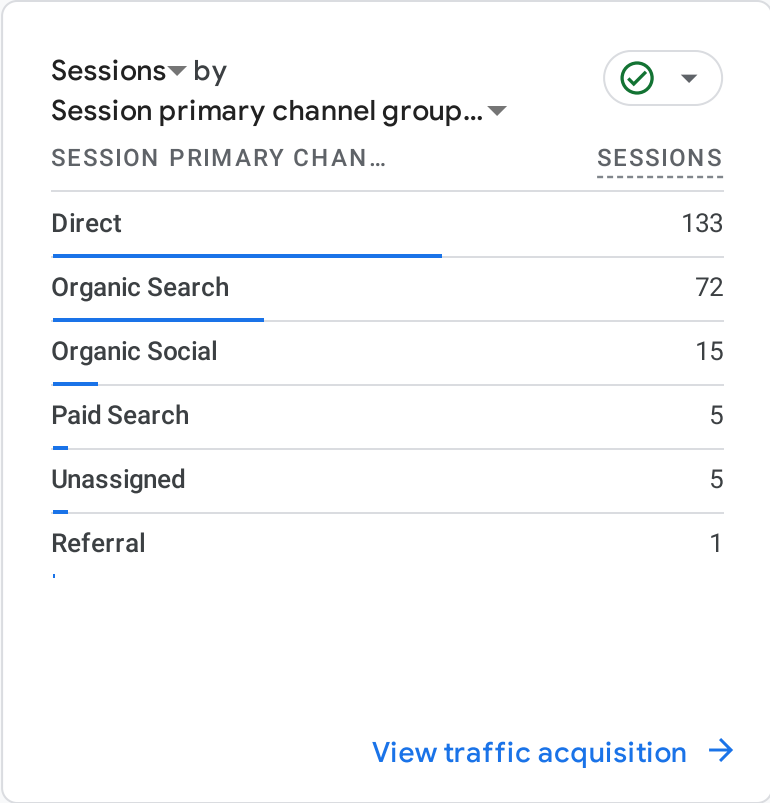 Sessions by
Session primary channel group...
SESSION PRIMARY CHAN... SESSIONS
Direct 133
Organic Search 72
Organic Social 15
Paid Search 5
Unassigned 5
Referral 1
View traffic acquisition